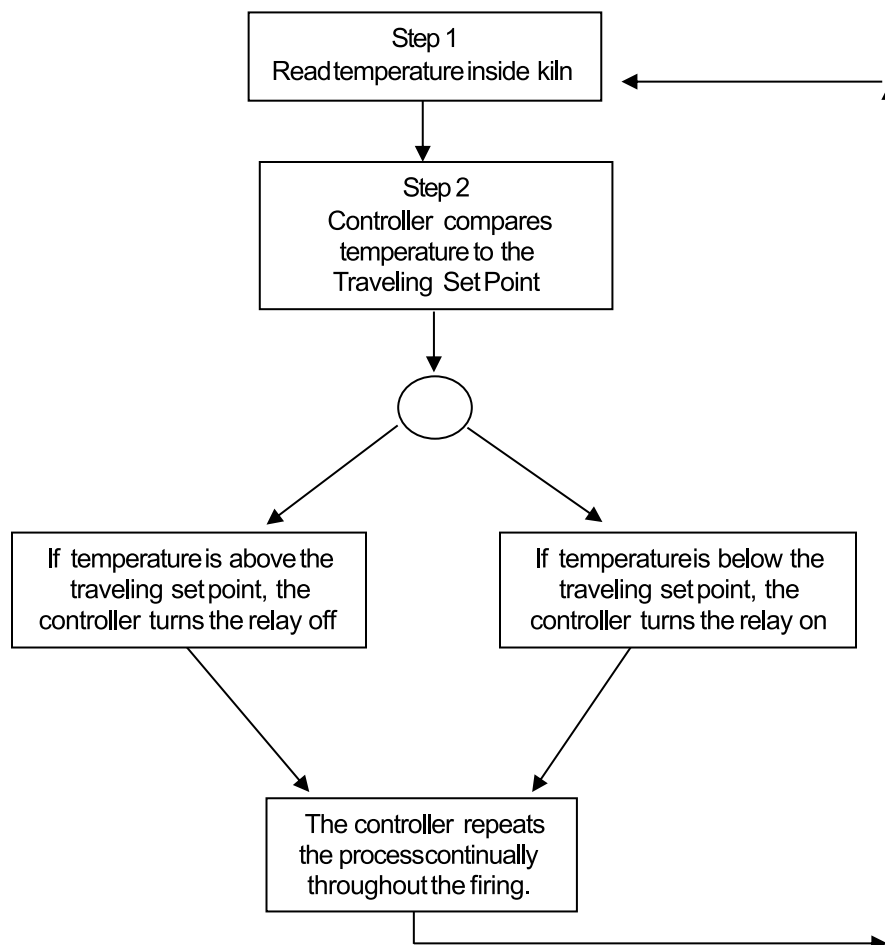 Step 1
Read temperature inside kiln
Step 2
Controller compares
temperature to the
Traveling Set Point
If temperature is above the
traveling set point, the
controller turns the relay off
If temperature is below the
traveling set point, the
controller turns the relay on
The controller repeats
the process continually
throughout the firing.